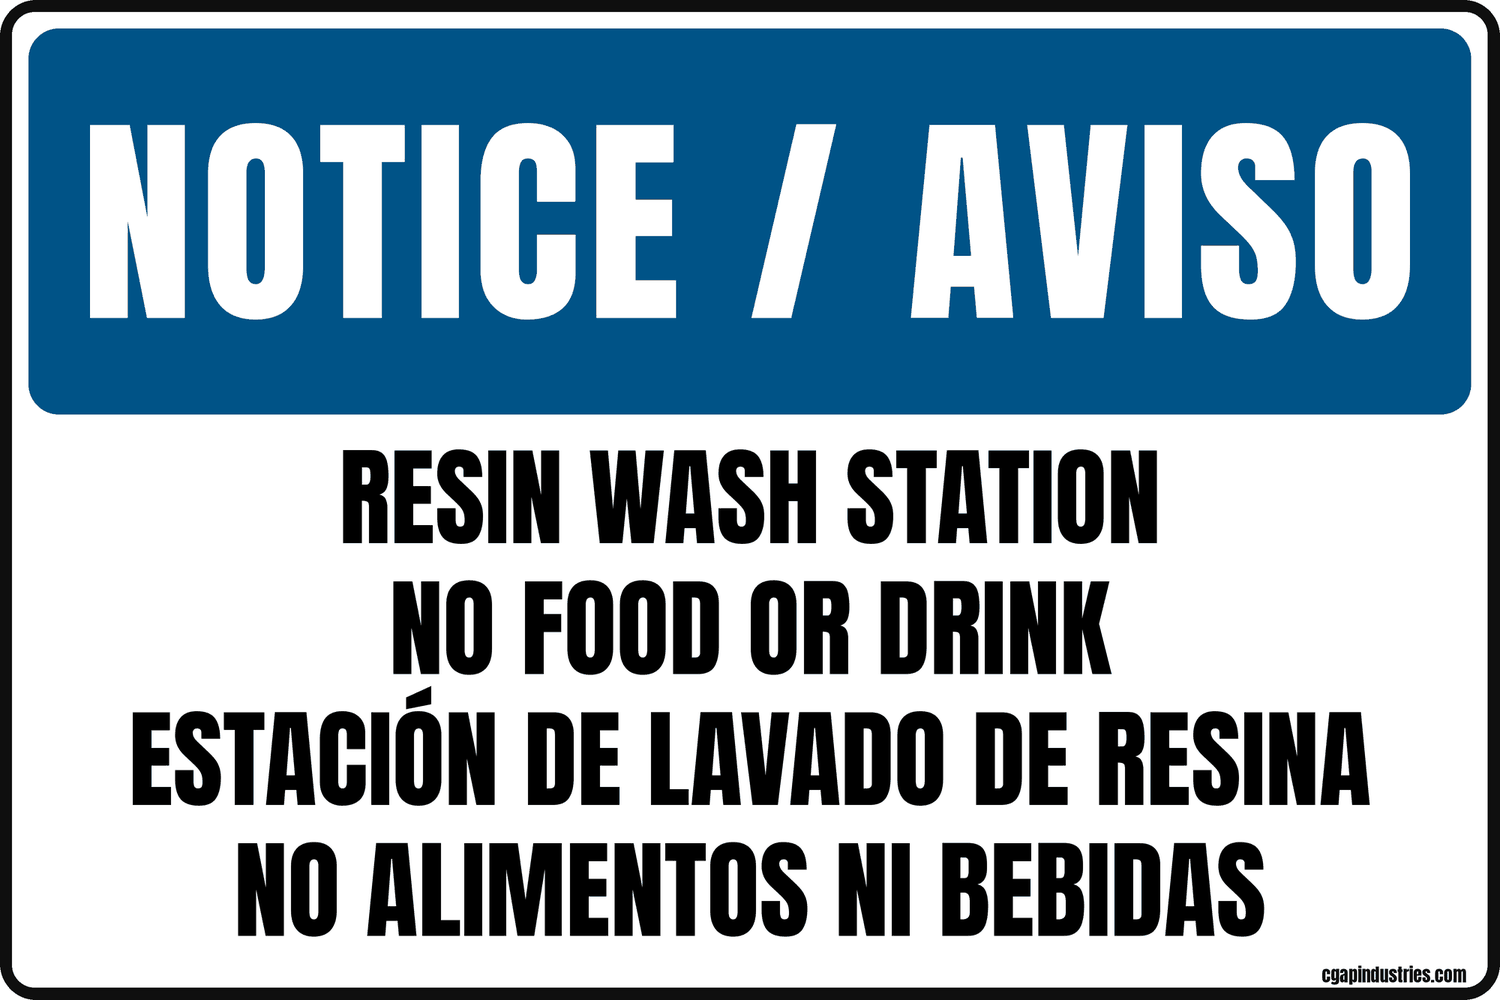 NOTICE / AVISO
RESIN WASH STATION
NO FOOD OR DRINK
ESTACIÓN DE LAVADO DE RESINA
NO ALIMENTOS NI BEBIDAS
cgapindustries.com